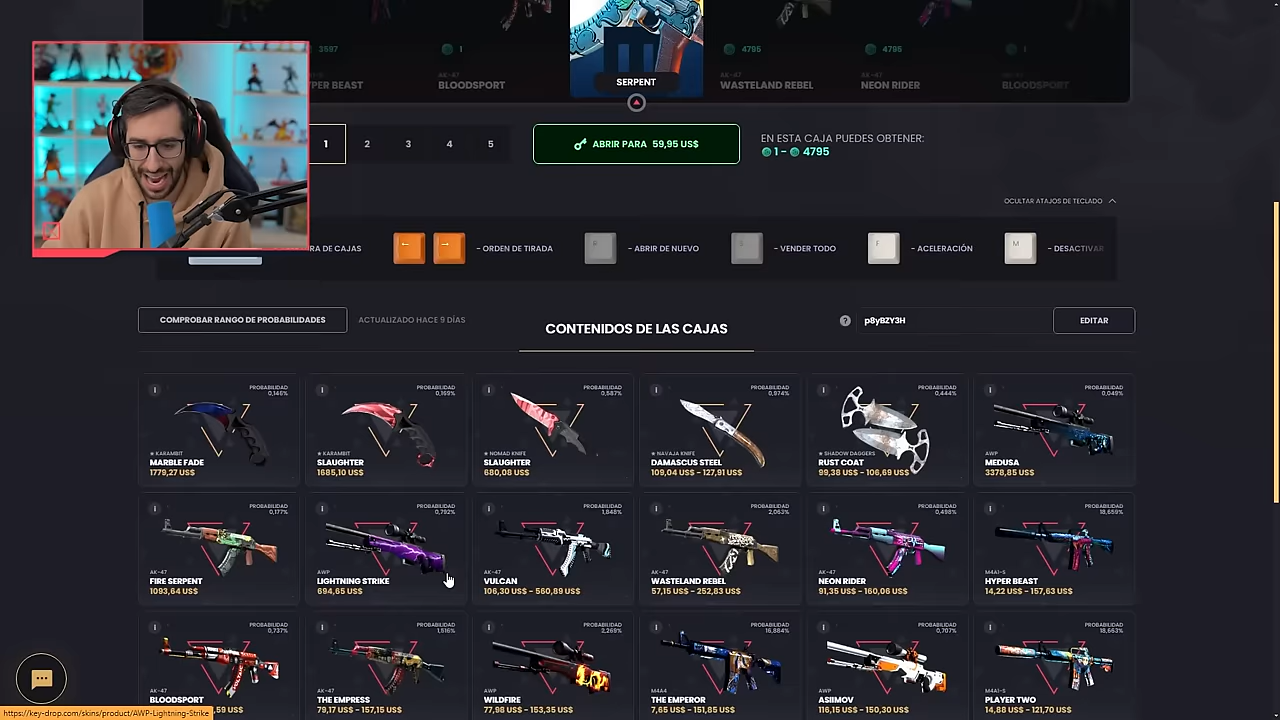 3587
1
4795
4795
1
BLOODSPORT
SERPENT
WASTELAND REBEL
AK-47
NEON RIDER
BLOODSPORT
1
2
3
4
5
ABRIR PARA 59,95 US$
EN ESTA CAJA PUEDES OBTENER:
1 - 4795
OCULTAR ATAJOS DE TECLADO
RA DE CAJAS
- ORDEN DE TIRADA
- ABRIR DE NUEVO
- VENDER TODO
F
- ACELERACIÓN
M
- DESACTIVAR
COMPROBAR RANGO DE PROBABILIDADES
ACTUALIZADO HACE 9 DÍAS
CONTENIDOS DE LAS CAJAS
? p8yBZY3H
EDITAR
PROBABILIDAD
0,146%
★ KARAMBIT
MARBLE FADE
1779,27 US$
PROBABILIDAD
0,169%
★ KARAMBIT
SLAUGHTER
1685,10 US$
PROBABILIDAD
0,587%
★ NOMAD KNIFE
SLAUGHTER
680,08 US$
PROBABILIDAD
0,974%
★ NAVAJA KNIFE
DAMASCUS STEEL
109,04 US$ - 127,91 US$
PROBABILIDAD
0,444%
★ SHADOW DAGGERS
RUST COAT
99,38 US$ - 106,69 US$
PROBABILIDAD
0,049%
AWP
MEDUSA
3378,85 US$
PROBABILIDAD
0,177%
AK-47
FIRE SERPENT
1093,64 US$
PROBABILIDAD
0,792%
AWP
LIGHTNING STRIKE
694,65 US$
PROBABILIDAD
1,848%
AK-47
VULCAN
106,30 US$ - 560,89 US$
PROBABILIDAD
2,063%
AK-47
WASTELAND REBEL
57,15 US$ - 252,83 US$
PROBABILIDAD
0,498%
AK-47
NEON RIDER
91,35 US$ - 160,06 US$
PROBABILIDAD
18,659%
M4A1-S
HYPER BEAST
14,22 US$ - 157,63 US$
PROBABILIDAD
0,737%
AK-47
BLOODSPORT
,59 US$
PROBABILIDAD
1,516%
AK-47
THE EMPRESS
79,17 US$ - 157,15 US$
PROBABILIDAD
2,269%
AWP
WILDFIRE
77,98 US$ - 153,35 US$
PROBABILIDAD
16,884%
M4A4
THE EMPEROR
7,65 US$ - 151,85 US$
PROBABILIDAD
0,707%
AWP
ASIIMOV
116,15 US$ - 150,30 US$
PROBABILIDAD
18,663%
M4A1-S
PLAYER TWO
14,88 US$ - 121,70 US$
https://key-drop.com/skins/product/AWP-Lightning-Strike